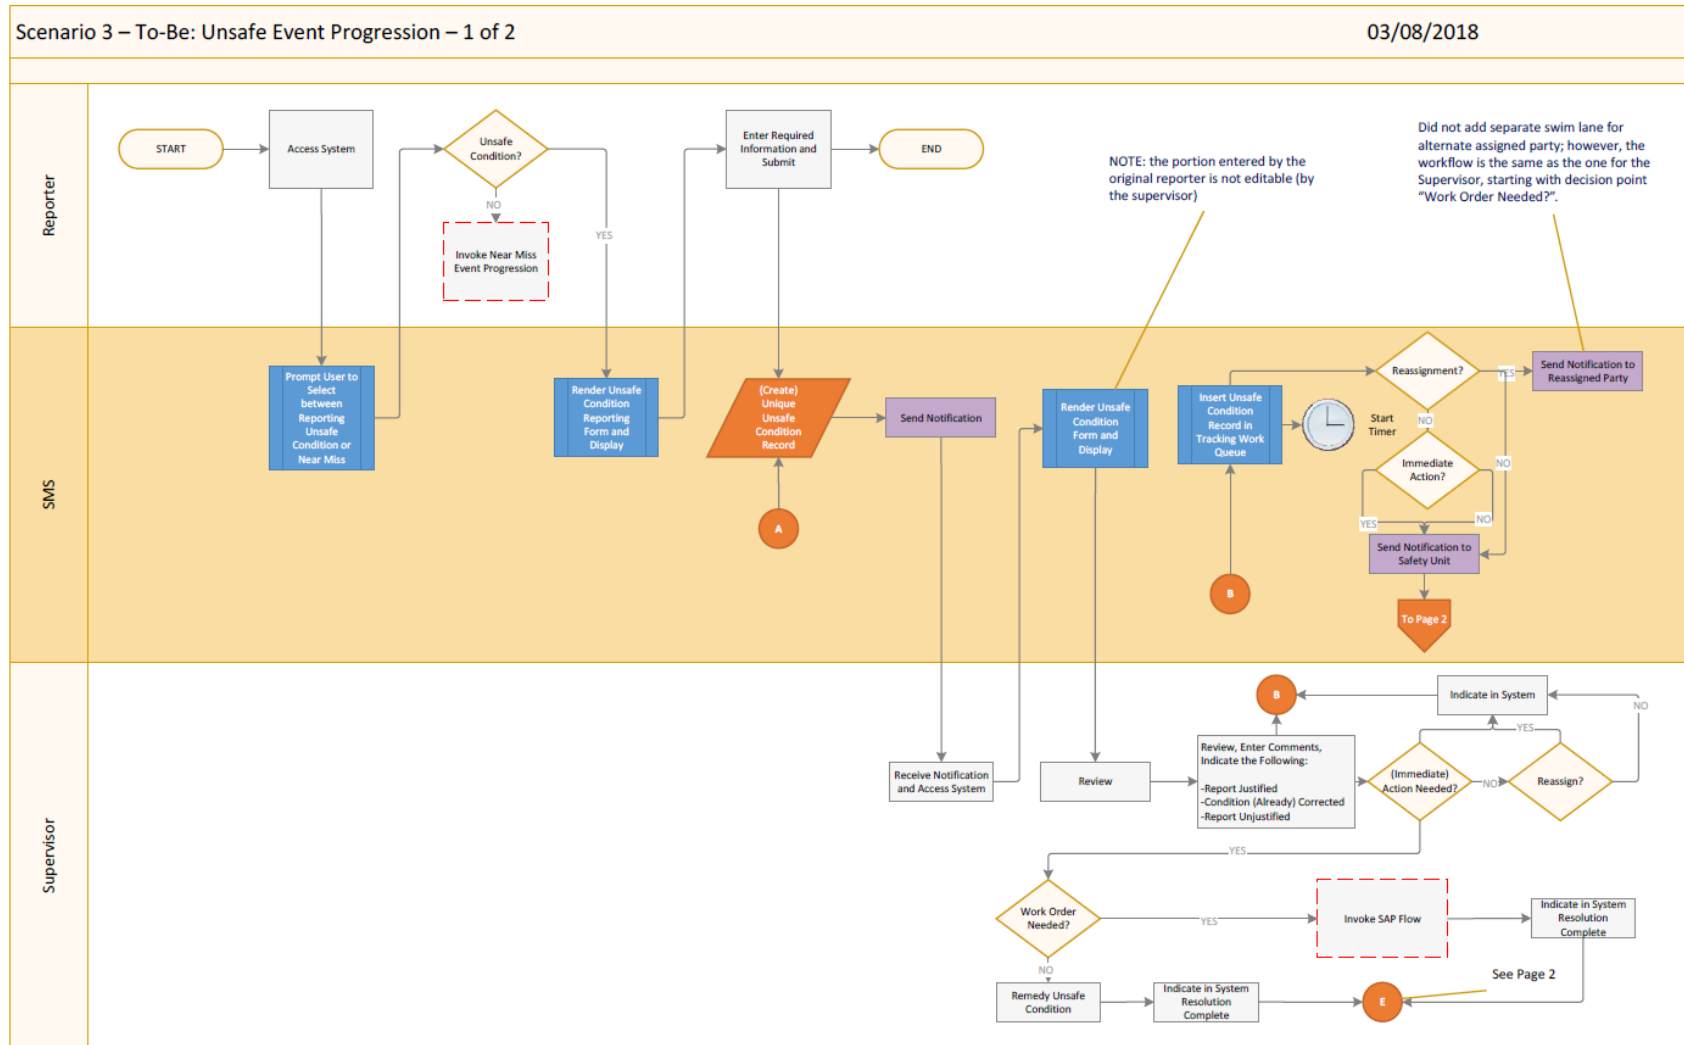 Scenario 3 – To-Be: Unsafe Event Progression – 1 of 2
03/08/2018
Reporter
START
Access System
Unsafe
Condition?
NO
YES
Invoke Near Miss
Event Progression
Enter Required
Information and
Submit
END
NOTE: the portion entered by the
original reporter is not editable (by
the supervisor)
Did not add separate swim lane for
alternate assigned party; however, the
workflow is the same as the one for the
Supervisor, starting with decision point
“Work Order Needed?”.
SMS
Prompt User to
Select
between
Reporting
Unsafe
Condition or
Near Miss
Render Unsafe
Condition
Reporting
Form and
Display
(Create)
Unique
Unsafe
Condition
Record
A
Send Notification
Render Unsafe
Condition
Form and
Display
Insert Unsafe
Condition
Record in
Tracking Work
Queue
B
Start
Timer
Reassignment?
YES
NO
NO
Send Notification to
Reassigned Party
Immediate
Action?
YES
NO
Send Notification to
Safety Unit
To Page 2
Supervisor
Receive Notification
and Access System
Review
B
Review, Enter Comments,
Indicate the Following:
-Report Justified
-Condition (Already) Corrected
-Report Unjustified
Indicate in System
(Immediate)
Action Needed?
YES
NO
Reassign?
NO
YES
Work Order
Needed?
YES
NO
Invoke SAP Flow
Indicate in System
Resolution
Complete
Remedy Unsafe
Condition
Indicate in System
Resolution
Complete
E
See Page 2